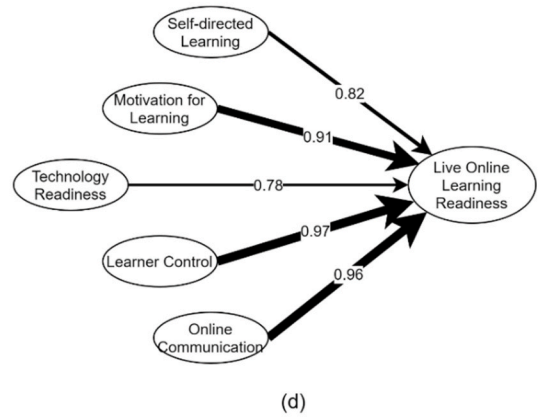 Self-directed
Learning
0.82
Motivation for
Learning
0.91
Live Online
Learning
Readiness
Technology
Readiness
0.78
Learner Control
0.97
0.96
Online
Communication
(d)